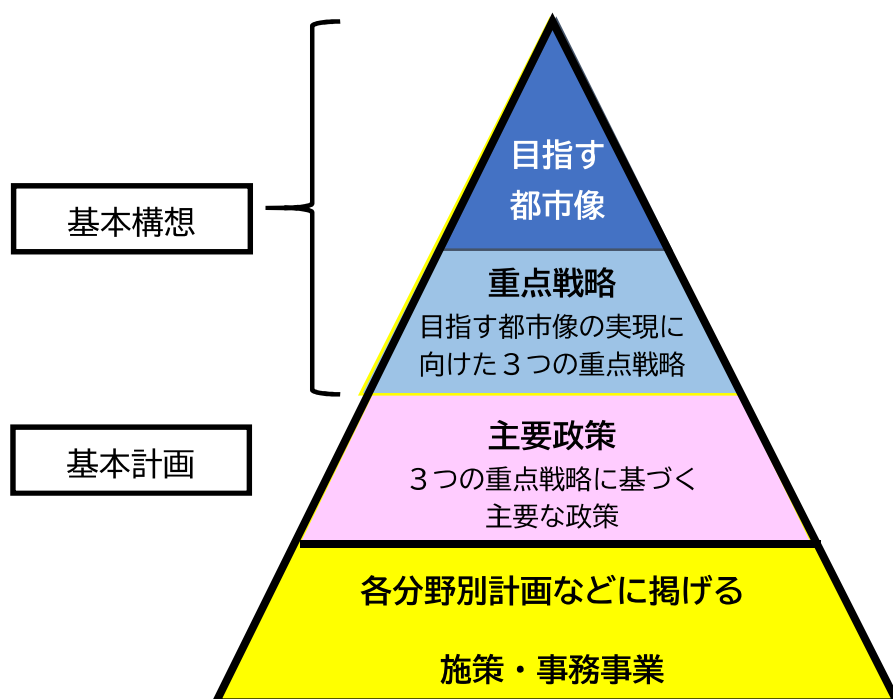 目指す
都市像
基本構想
重点戦略
目指す都市像の実現に
向けた３つの重点戦略
主要政策
基本計画
３つの重点戦略に基づく
主要な政策
各分野別計画などに掲げる
施策・事務事業